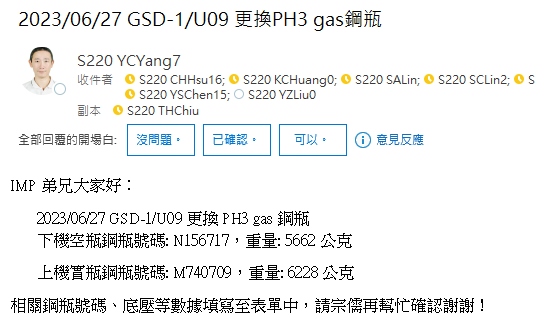 2023/06/27 GSD-1/U09 更換PH3 gas鋼瓶
S220 YCYang7
收件者 S220 CHHsu16; S220 KCHuang0; S220 SALin; S220 SCLin2; S
S220 YSChen15; S220 YZLiu0
副本 S220 THChiu
全部回覆的開場白: 沒問題。 已確認。 可以。 意見反應
IMP 弟兄大家好：
2023/06/27 GSD-1/U09 更換 PH3 gas 鋼瓶
下機空瓶鋼瓶號碼: N156717，重量: 5662 公克
上機實瓶鋼瓶號碼: M740709，重量: 6228 公克
相關鋼瓶號碼、底壓等數據填寫至表單中，請宗儒再幫忙確認謝謝！